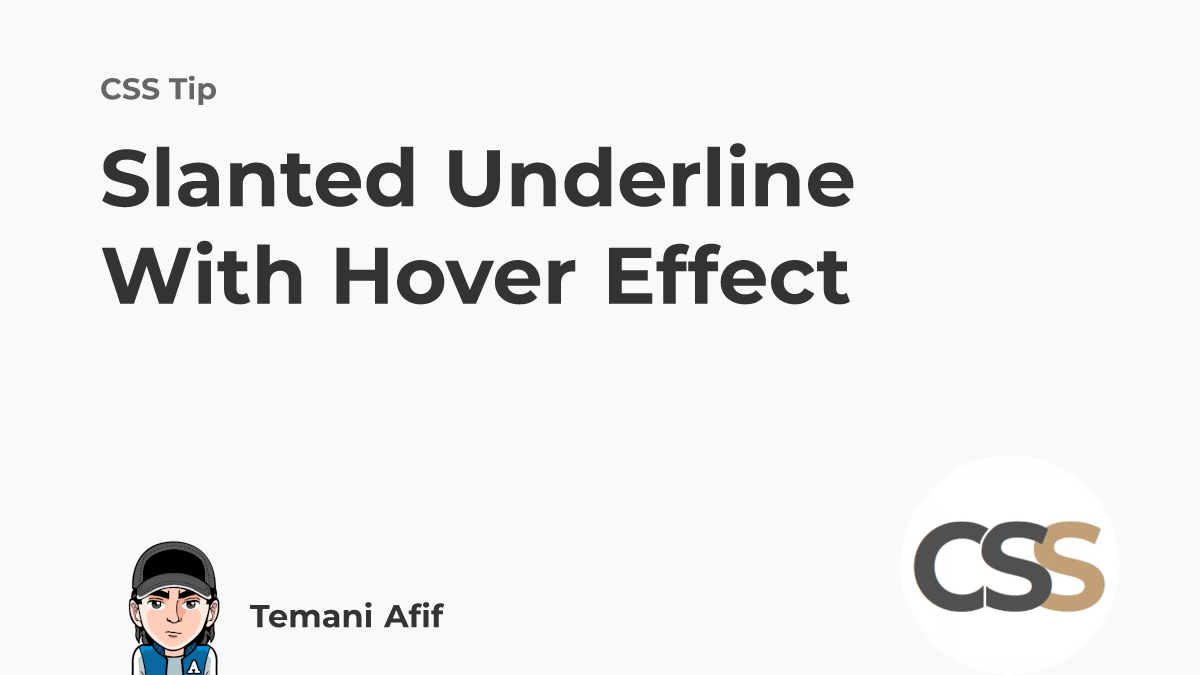 CSS Tip
Slanted Underline
With Hover Effect
A
Temani Afif
CSS